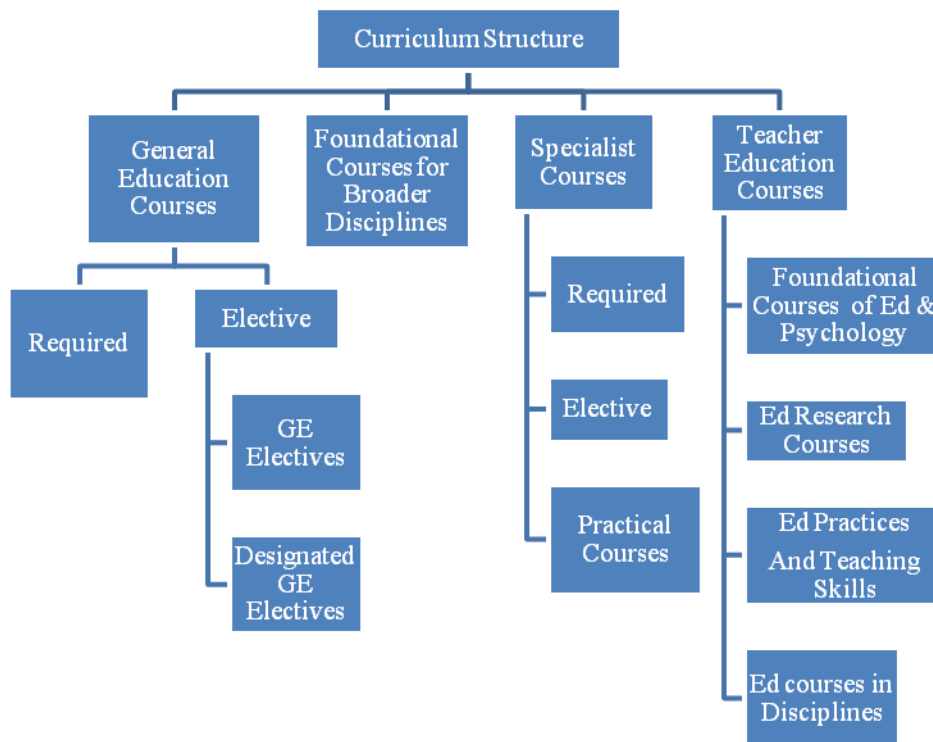 Curriculum Structure
General
Education
Courses
Foundational
Courses for
Broader
Disciplines
Specialist
Courses
Teacher
Education
Courses
Required
Elective
GE
Electives
Designated
GE
Electives
Required
Elective
Practical
Courses
Foundational
Courses of Ed &
Psychology
Ed Research
Courses
Ed Practices
And Teaching
Skills
Ed courses in
Disciplines